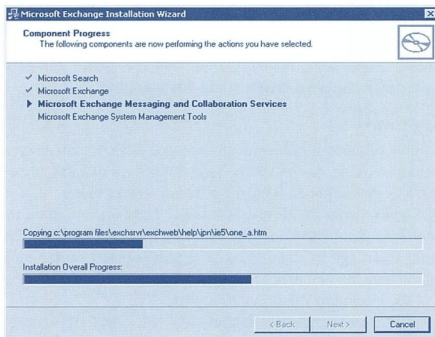 Microsoft Exchange Installation Wizard
Component Progress
The following components are now performing the actions you have selected.
Microsoft Search
Microsoft Exchange
Microsoft Exchange Messaging and Collaboration Services
Microsoft Exchange System Management Tools
Copying c:\program files\exchsrvr\exchweb\help\jpn\ie5\one_a.htm
Installation Overall Progress:
< Back Next > Cancel